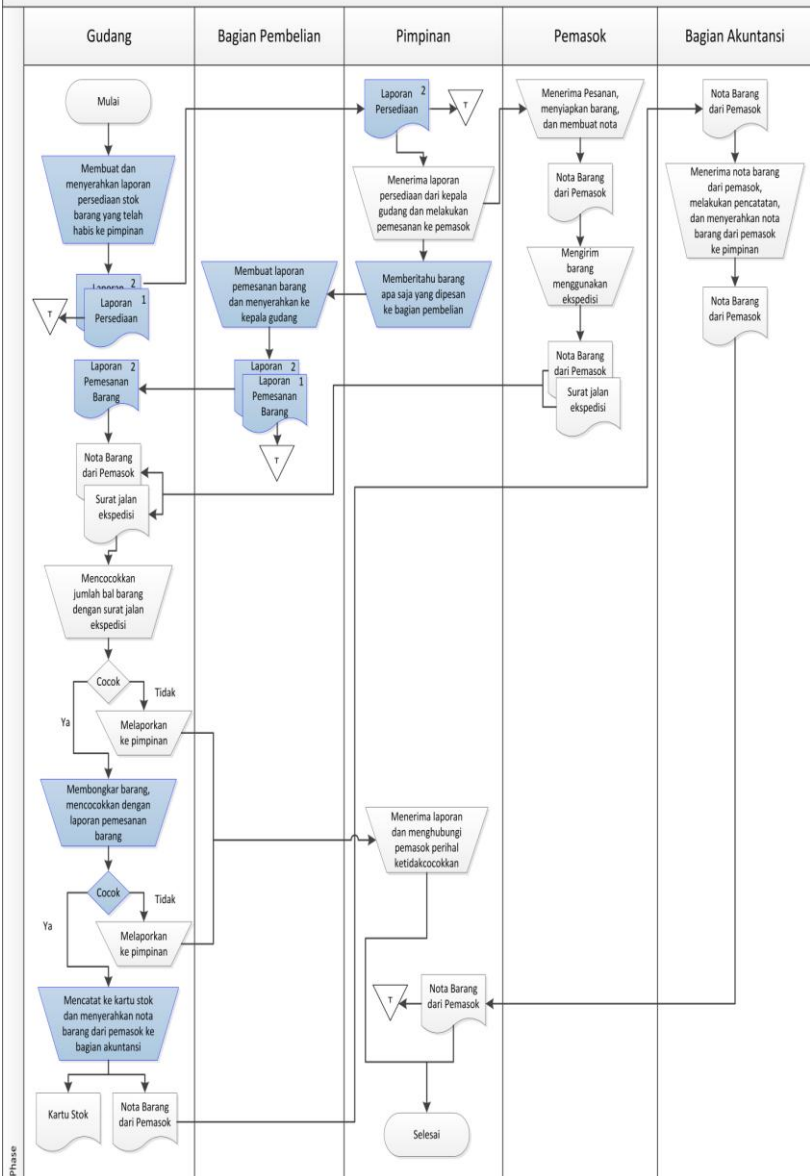 Gudang
Bagian Pembelian
Pimpinan
Pemasok
Bagian Akuntansi
Mulai
Membuat dan
menyerahkan laporan
persediaan stok
barang yang telah
habis ke pimpinan
Laporan 2
Laporan 1
Persediaan
T
Laporan 2
Pemesanan
Barang
Nota Barang
dari Pemasok
Surat jalan
ekspedisi
Mencocokkan
jumlah bal barang
dengan surat jalan
ekspedisi
Cocok
Tidak
Ya
Melaporkan
ke pimpinan
Membongkar barang,
mencocokkan dengan
laporan pemesanan
barang
Cocok
Tidak
Ya
Melaporkan
ke pimpinan
Mencatat ke kartu stok
dan menyerahkan nota
barang dari pemasok ke
bagian akuntansi
Kartu Stok
Nota Barang
dari Pemasok
Membuat laporan
pemesanan barang
dan menyerahkan ke
kepala gudang
Laporan 2
Laporan 1
Pemesanan
Barang
T
Laporan 2
Persediaan
T
Menerima laporan
persediaan dari kepala
gudang dan melakukan
pemesanan ke pemasok
Memberitahu barang
apa saja yang dipesan
ke bagian pembelian
Menerima laporan
dan menghubungi
pemasok perihal
ketidakcocokkan
T
Nota Barang
dari Pemasok
Selesai
Menerima Pesanan,
menyiapkan barang,
dan membuat nota
Nota Barang
dari Pemasok
Mengirim
barang
menggunakan
ekspedisi
Nota Barang
dari Pemasok
Surat jalan
ekspedisi
Nota Barang
dari Pemasok
Menerima nota barang
dari pemasok,
melakukan pencatatan,
dan menyerahkan nota
barang dari pemasok
ke pimpinan
Nota Barang
dari Pemasok
Phase